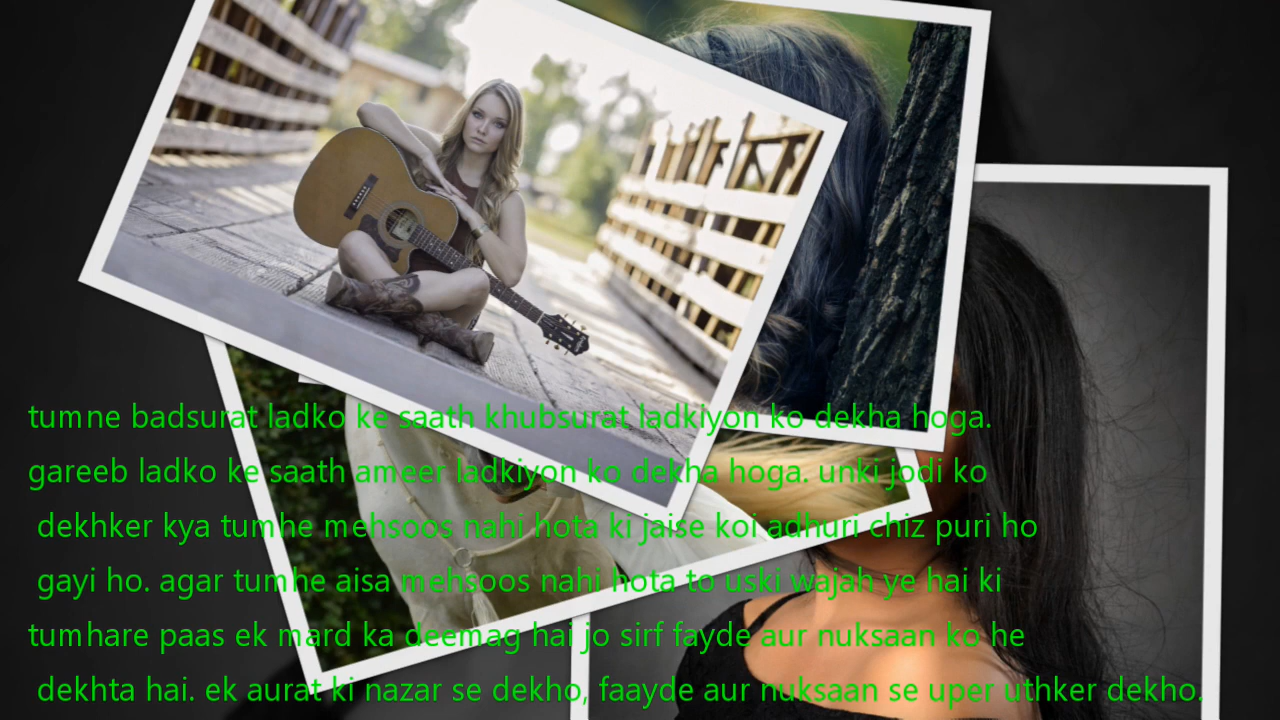 tumne badsurat ladko ke saath khubsurat ladkiyon ko dekha hoga.
gareeb ladko ke saath ameer ladkiyon ko dekha hoga. unki jodi ko
dekhker kya tumhe mehsoos nahi hota ki jaise koi adhuri chiz puri ho
gayi ho. agar tumhe aisa mehsoos nahi hota to uski wajah ye hai ki
tumhare paas ek mard ka deemag hai jo sirf fayde aur nuksaan ko he
dekhta hai. ek aurat ki nazar se dekho, faayde aur nuksaan se uper uthker dekho.